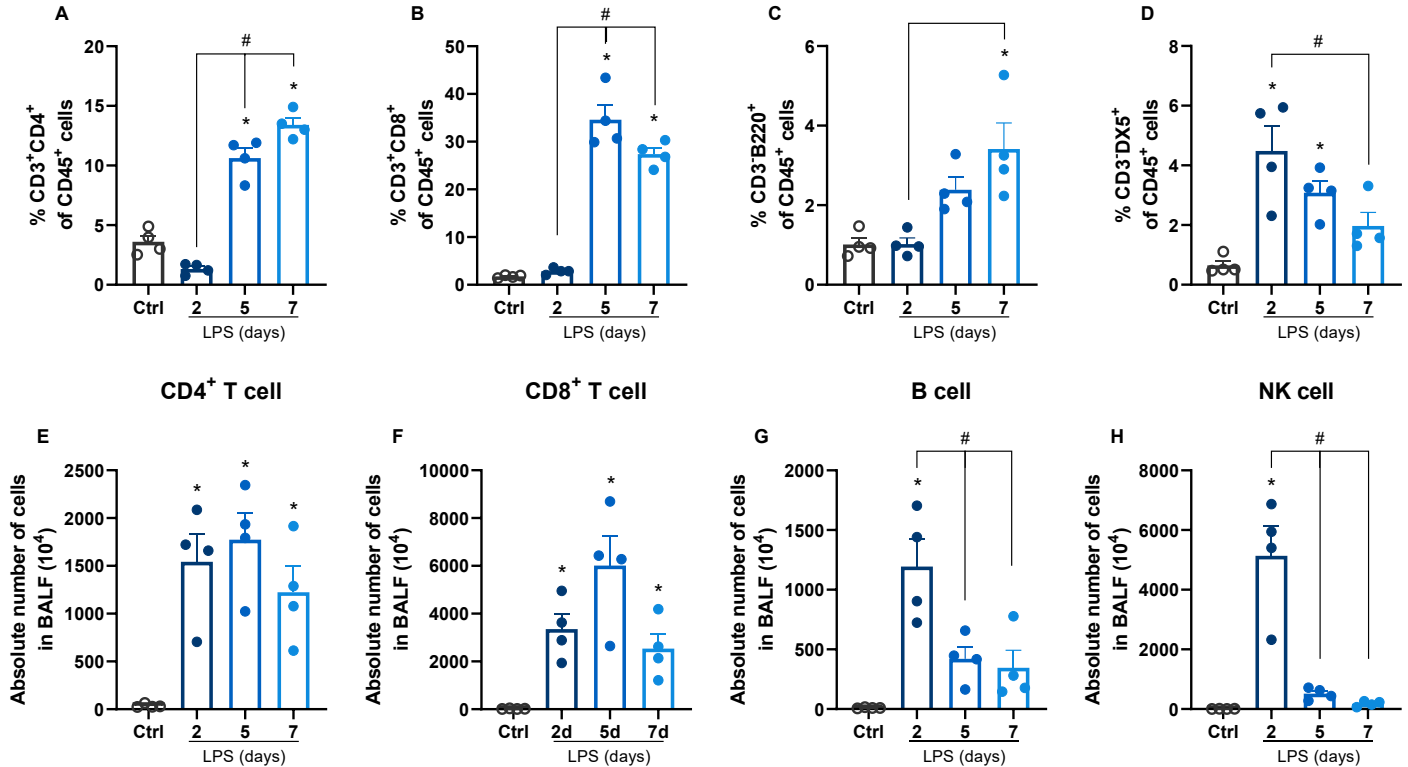 A
% CD3⁺CD4⁺
of CD45⁺ cells
20
15
10
5
0
#
*
*
Ctrl
2
5
7
LPS (days)
B
% CD3⁺CD8⁺
of CD45⁺ cells
50
40
30
20
10
0
#
*
*
Ctrl
2
5
7
LPS (days)
C
% CD3⁻B220⁺
of CD45⁺ cells
6
4
2
0
*
Ctrl
2
5
7
LPS (days)
D
% CD3⁻DX5⁺
of CD45⁺ cells
8
6
4
2
0
#
*
*
Ctrl
2
5
7
LPS (days)
CD4⁺ T cell
CD8⁺ T cell
B cell
NK cell
E
Absolute number of cells
in BALF (10⁴)
2500
2000
1500
1000
500
0
*
*
*
Ctrl
2
5
7
LPS (days)
F
Absolute number of cells
in BALF (10⁴)
10000
8000
6000
4000
2000
0
*
*
*
Ctrl
2d
5d
7d
LPS (days)
G
Absolute number of cells
in BALF (10⁴)
2000
1500
1000
500
0
#
*
Ctrl
2
5
7
LPS (days)
H
Absolute number of cells
in BALF (10⁴)
8000
6000
4000
2000
0
#
*
Ctrl
2
5
7
LPS (days)